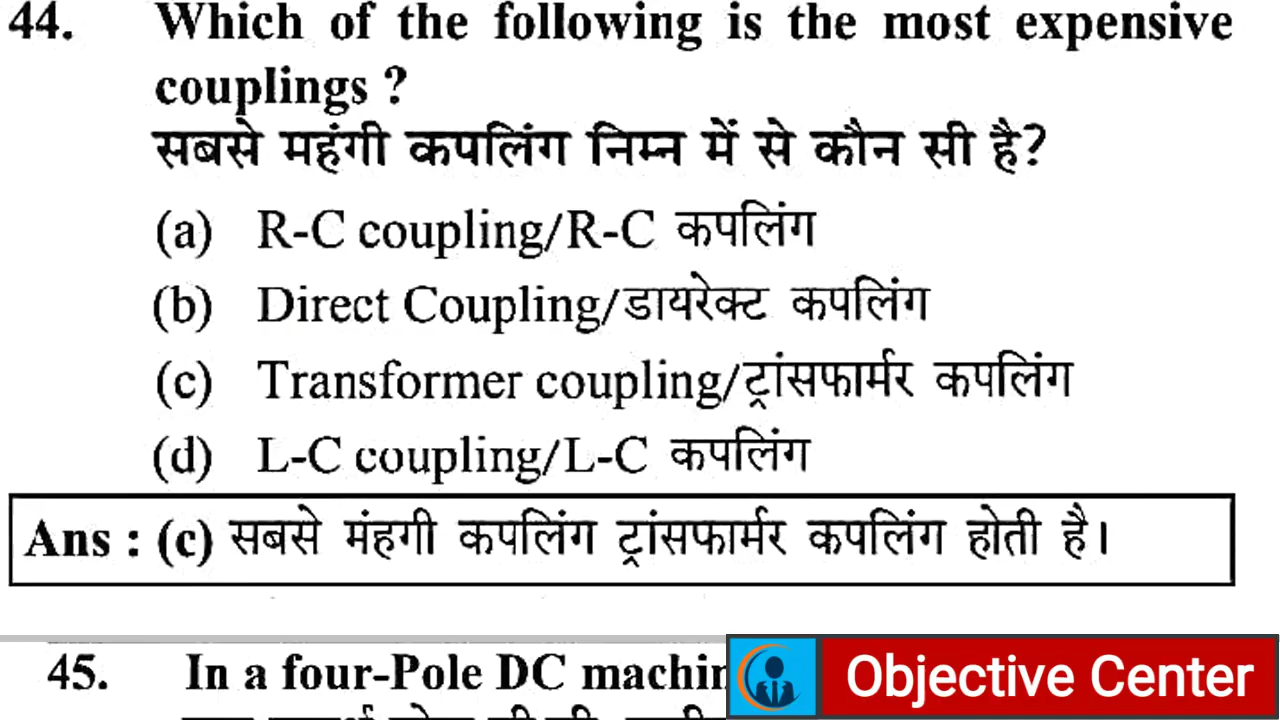 44. Which of the following is the most expensive
couplings ?
सबसे महंगी कपलिंग निम्न में से कौन सी है?
(a) R-C coupling/R-C कपलिंग
(b) Direct Coupling/डायरेक्ट कपलिंग
(c) Transformer coupling/ट्रांसफार्मर कपलिंग
(d) L-C coupling/L-C कपलिंग
Ans : (c) सबसे मंहगी कपलिंग ट्रांसफार्मर कपलिंग होती है।
45. In a four-Pole DC machin
Objective Center